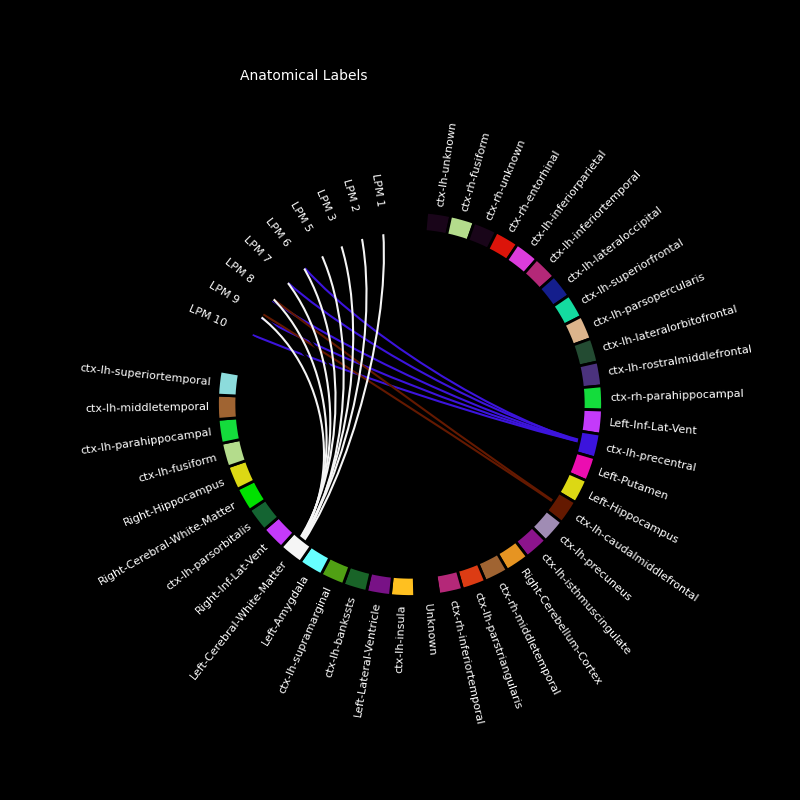 Anatomical Labels
ctx-lh-unknown
ctx-rh-fusiform
ctx-rh-unknown
ctx-rh-entorhinal
ctx-lh-inferiorparietal
ctx-lh-inferiortemporal
ctx-lh-lateraloccipital
ctx-lh-superiorfrontal
ctx-lh-parsopercularis
ctx-lh-lateralorbitofrontal
ctx-lh-rostralmiddlefrontal
ctx-rh-parahippocampal
Left-Inf-Lat-Vent
ctx-lh-precentral
Left-Putamen
Left-Hippocampus
ctx-lh-caudalmiddlefrontal
ctx-lh-precuneus
ctx-lh-isthmuscingulate
Right-Cerebellum-Cortex
ctx-rh-middletemporal
ctx-lh-parstriangularis
ctx-rh-inferiortemporal
Unknown
ctx-lh-insula
Left-Lateral-Ventricle
ctx-lh-bankssts
ctx-lh-supramarginal
Left-Amygdala
Left-Cerebral-White-Matter
Right-Inf-Lat-Vent
ctx-lh-parsorbitalis
Right-Cerebral-White-Matter
Right-Hippocampus
ctx-lh-fusiform
ctx-lh-parahippocampal
ctx-lh-middletemporal
ctx-lh-superiortemporal
LPM 10
LPM 9
LPM 8
LPM 7
LPM 6
LPM 5
LPM 3
LPM 2
LPM 1